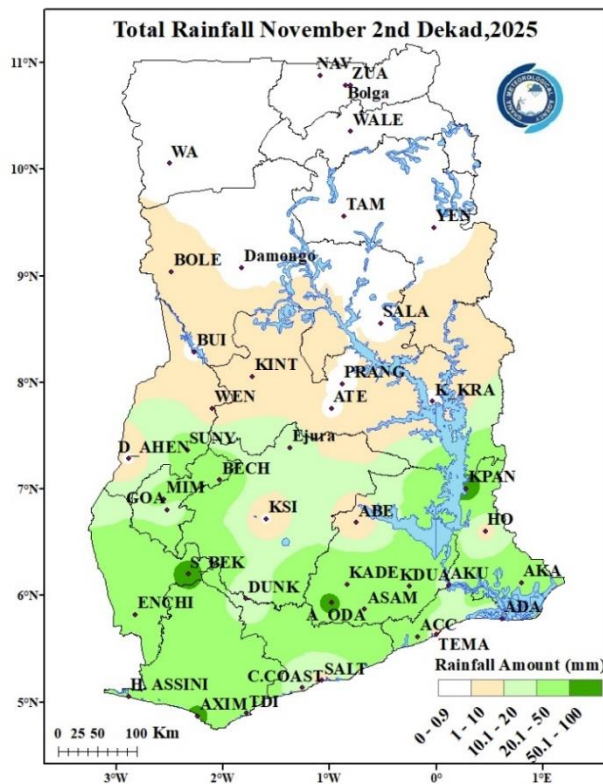 Total Rainfall November 2nd Dekad,2025
11°N
NAV
ZUA
Bolga
WALE
10°N
WA
TAM
YEN
9°N
BOLE
Damongo
SALA
BUI
8°N
KINT
PRANG
K_KRA
WEN
ATE
D_AHEN
SUNY
Ejura
BECH
KPAN
7°N
MIM
GOA
KSI
ABE
HO
S_BEK
6°N
DUNK
KADE
KDUA
AKU
AKA
ENCHI
A_ODA
ASAM
ADA
ACC
TEMA
C.COAST
SALT
Rainfall Amount (mm)
H. ASSINI
5°N
AXIM
TDI
0 25 50 100 Km
0 - 0.9
1 - 10
10.1 - 20
20.1 - 50
50.1 - 100
3°W
2°W
1°W
0°
1°E